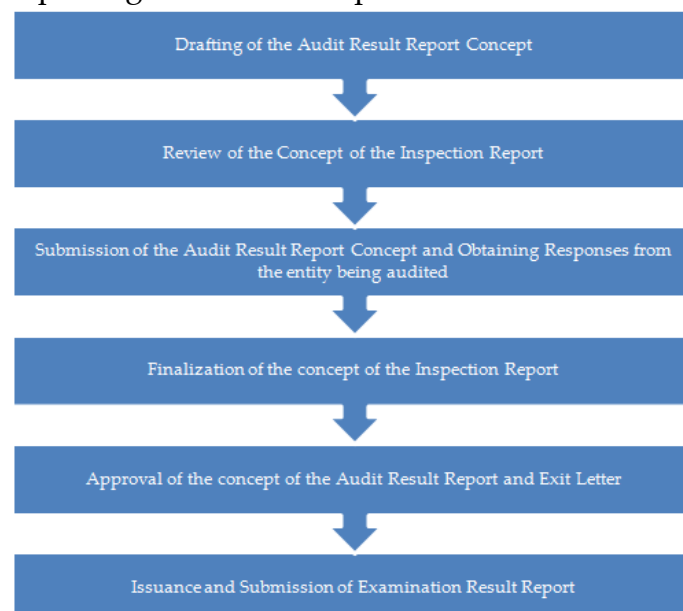 Drafting of the Audit Result Report Concept
Review of the Concept of the Inspection Report
Submission of the Audit Result Report Concept and Obtaining Responses from
the entity being audited
Finalization of the concept of the Inspection Report
Approval of the concept of the Audit Result Report and Exit Letter
Issuance and Submission of Examination Result Report